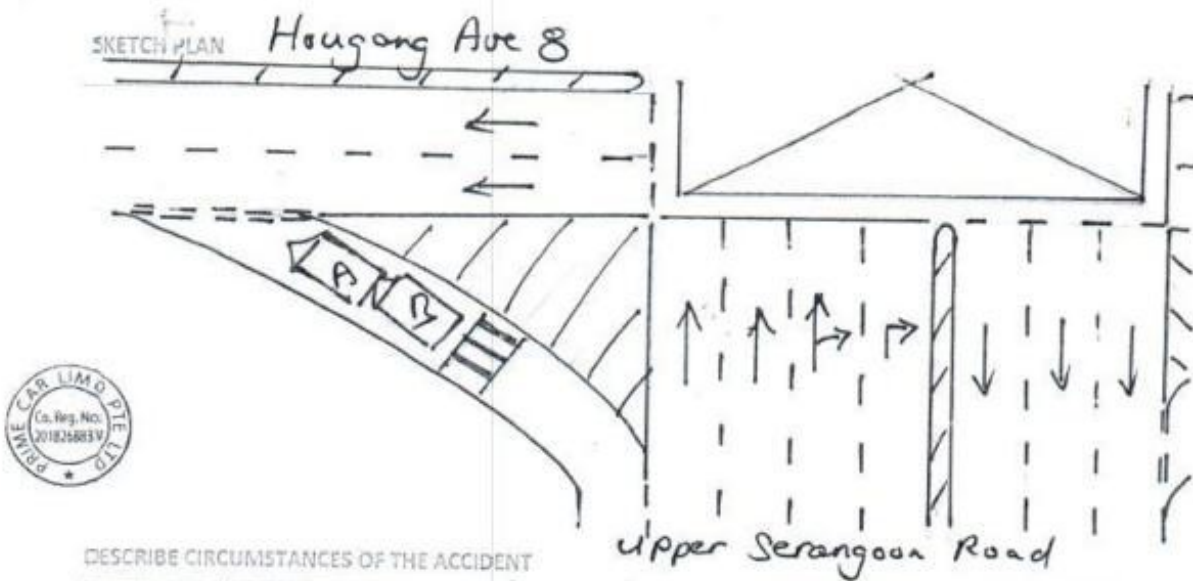 SKETCH PLAN Hougang Ave 8
A
B
PRIME CAR LIMO PTE LTD
Co. Reg. No:
201826883V
Upper Serangoon Road
DESCRIBE CIRCUMSTANCES OF THE ACCIDENT